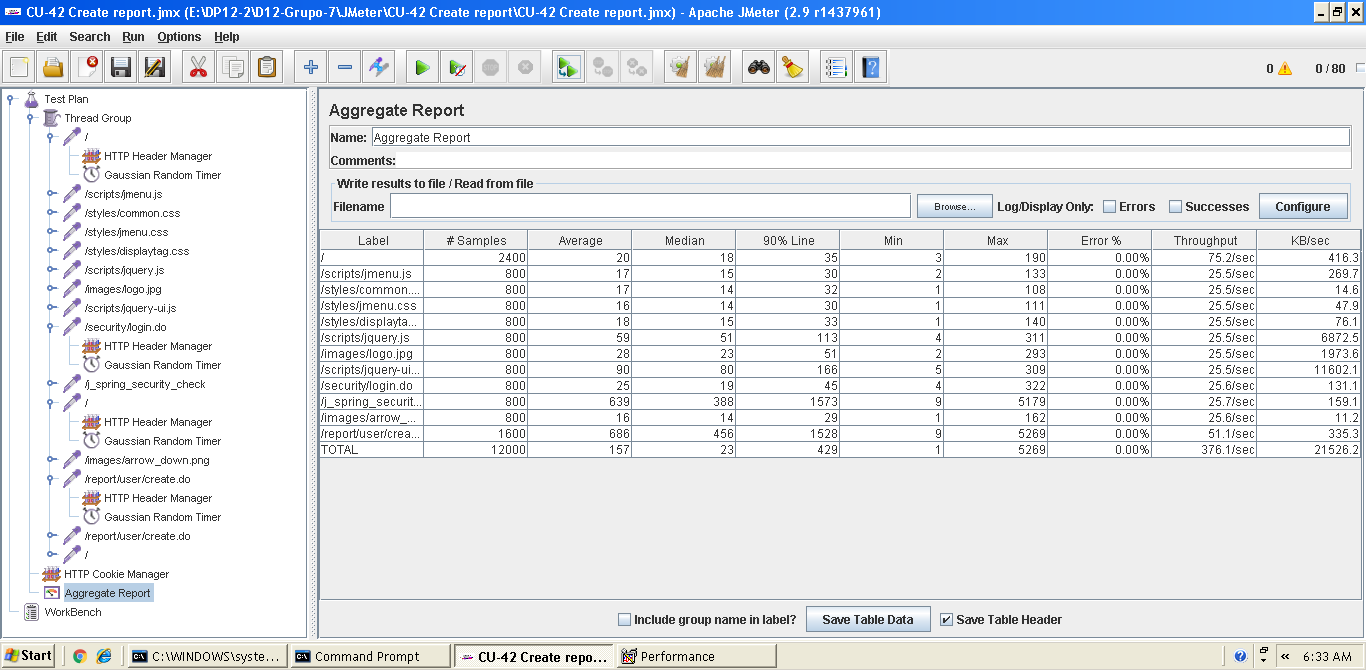 CU-42 Create report.jmx (E:\DP12-2\D12-Grupo-7\JMeter\CU-42 Create report\CU-42 Create report.jmx) - Apache JMeter (2.9 r1437961)
File Edit Search Run Options Help
0 0 / 80
Test Plan
Thread Group
/
HTTP Header Manager
Gaussian Random Timer
/scripts/jmenu.js
/styles/common.css
/styles/jmenu.css
/styles/displaytag.css
/scripts/jquery.js
/images/logo.jpg
/scripts/jquery-ui.js
/security/login.do
HTTP Header Manager
Gaussian Random Timer
/j_spring_security_check
/
HTTP Header Manager
Gaussian Random Timer
/images/arrow_down.png
/report/user/create.do
HTTP Header Manager
Gaussian Random Timer
/report/user/create.do
/
HTTP Cookie Manager
Aggregate Report
WorkBench
Aggregate Report
Name: Aggregate Report
Comments:
Write results to file / Read from file
Filename Browse... Log/Display Only: Errors Successes Configure
Label # Samples Average Median 90% Line Min Max Error % Throughput KB/sec
/ 2400 20 18 35 3 190 0.00% 75.2/sec 416.3
/scripts/jmenu.js 800 17 15 30 2 133 0.00% 25.5/sec 269.7
/styles/common.... 800 17 14 32 1 108 0.00% 25.5/sec 14.6
/styles/jmenu.css 800 16 14 30 1 111 0.00% 25.5/sec 47.9
/styles/displayta... 800 18 15 33 1 140 0.00% 25.5/sec 76.1
/scripts/jquery.js 800 59 51 113 4 311 0.00% 25.5/sec 6872.5
/images/logo.jpg 800 28 23 51 2 293 0.00% 25.5/sec 1973.6
/scripts/jquery-ui... 800 90 80 166 5 309 0.00% 25.5/sec 11602.1
/security/login.do 800 25 19 45 4 322 0.00% 25.6/sec 131.1
/j_spring_securit... 800 639 388 1573 9 5179 0.00% 25.7/sec 159.1
/images/arrow_... 800 16 14 29 1 162 0.00% 25.6/sec 11.2
/report/user/crea... 1600 686 456 1528 9 5269 0.00% 51.1/sec 335.3
TOTAL 12000 157 23 429 1 5269 0.00% 376.1/sec 21526.2
Include group name in label? Save Table Data Save Table Header
Start C:\WINDOWS\syste... Command Prompt CU-42 Create repo... Performance ? « 6:33 AM